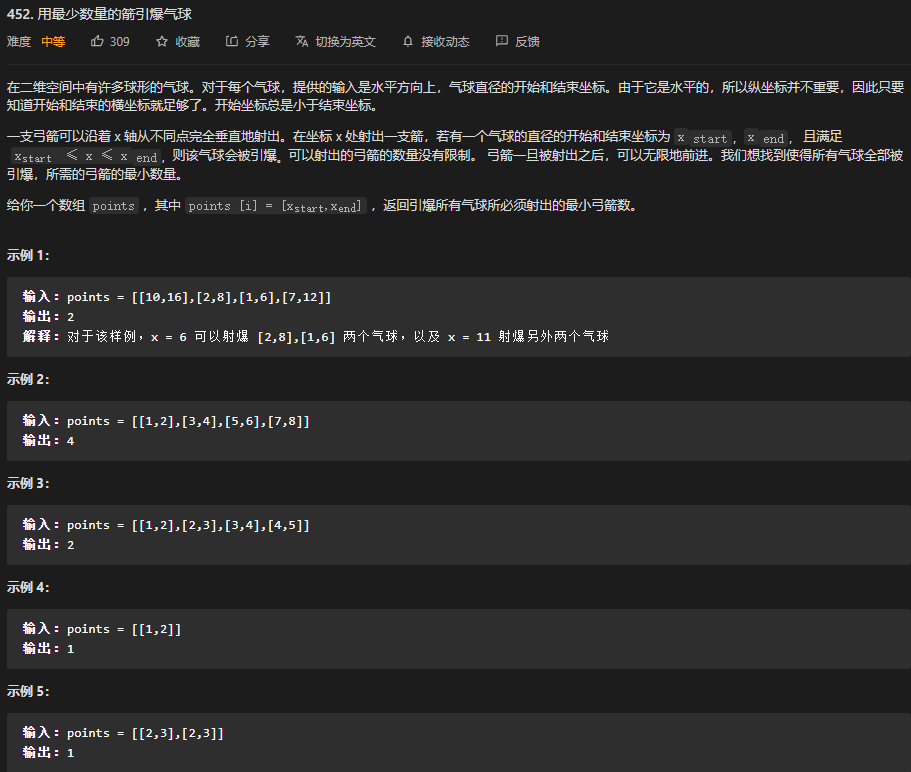 452. 用最少数量的箭引爆气球
难度 中等 309 收藏 分享 切换为英文 接收动态 反馈
在二维空间中有许多球形的气球。对于每个气球，提供的输入是水平方向上，气球直径的开始和结束坐标。由于它是水平的，所以纵坐标并不重要，因此只要
知道开始和结束的横坐标就足够了。开始坐标总是小于结束坐标。
一支弓箭可以沿着 x 轴从不同点完全垂直地射出。在坐标 x 处射出一支箭，若有一个气球的直径的开始和结束坐标为 x start，x end， 且满足
xstart ≤ x ≤ x end，则该气球会被引爆。可以射出的弓箭的数量没有限制。 弓箭一旦被射出之后，可以无限地前进。我们想找到使得所有气球全部被
引爆，所需的弓箭的最小数量。
给你一个数组 points ，其中 points [i] = [xstart,xend] ，返回引爆所有气球所必须射出的最小弓箭数。
示例 1：
输入：points = [[10,16],[2,8],[1,6],[7,12]]
输出：2
解释：对于该样例，x = 6 可以射爆 [2,8],[1,6] 两个气球，以及 x = 11 射爆另外两个气球
示例 2：
输入：points = [[1,2],[3,4],[5,6],[7,8]]
输出：4
示例 3：
输入：points = [[1,2],[2,3],[3,4],[4,5]]
输出：2
示例 4：
输入：points = [[1,2]]
输出：1
示例 5：
输入：points = [[2,3],[2,3]]
输出：1